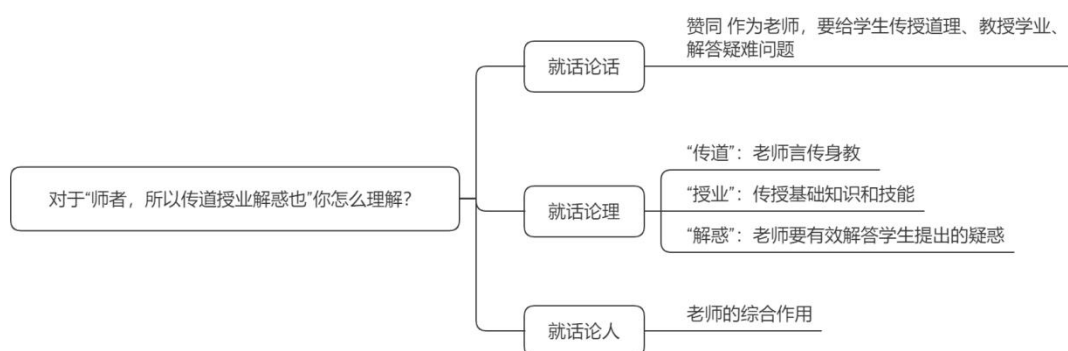 对于“师者，所以传道授业解惑也”你怎么理解？
就话论话
赞同 作为老师，要给学生传授道理、教授学业、
解答疑难问题
就话论理
“传道”：老师言传身教
“授业”：传授基础知识和技能
“解惑”：老师要有效解答学生提出的疑惑
就话论人
老师的综合作用